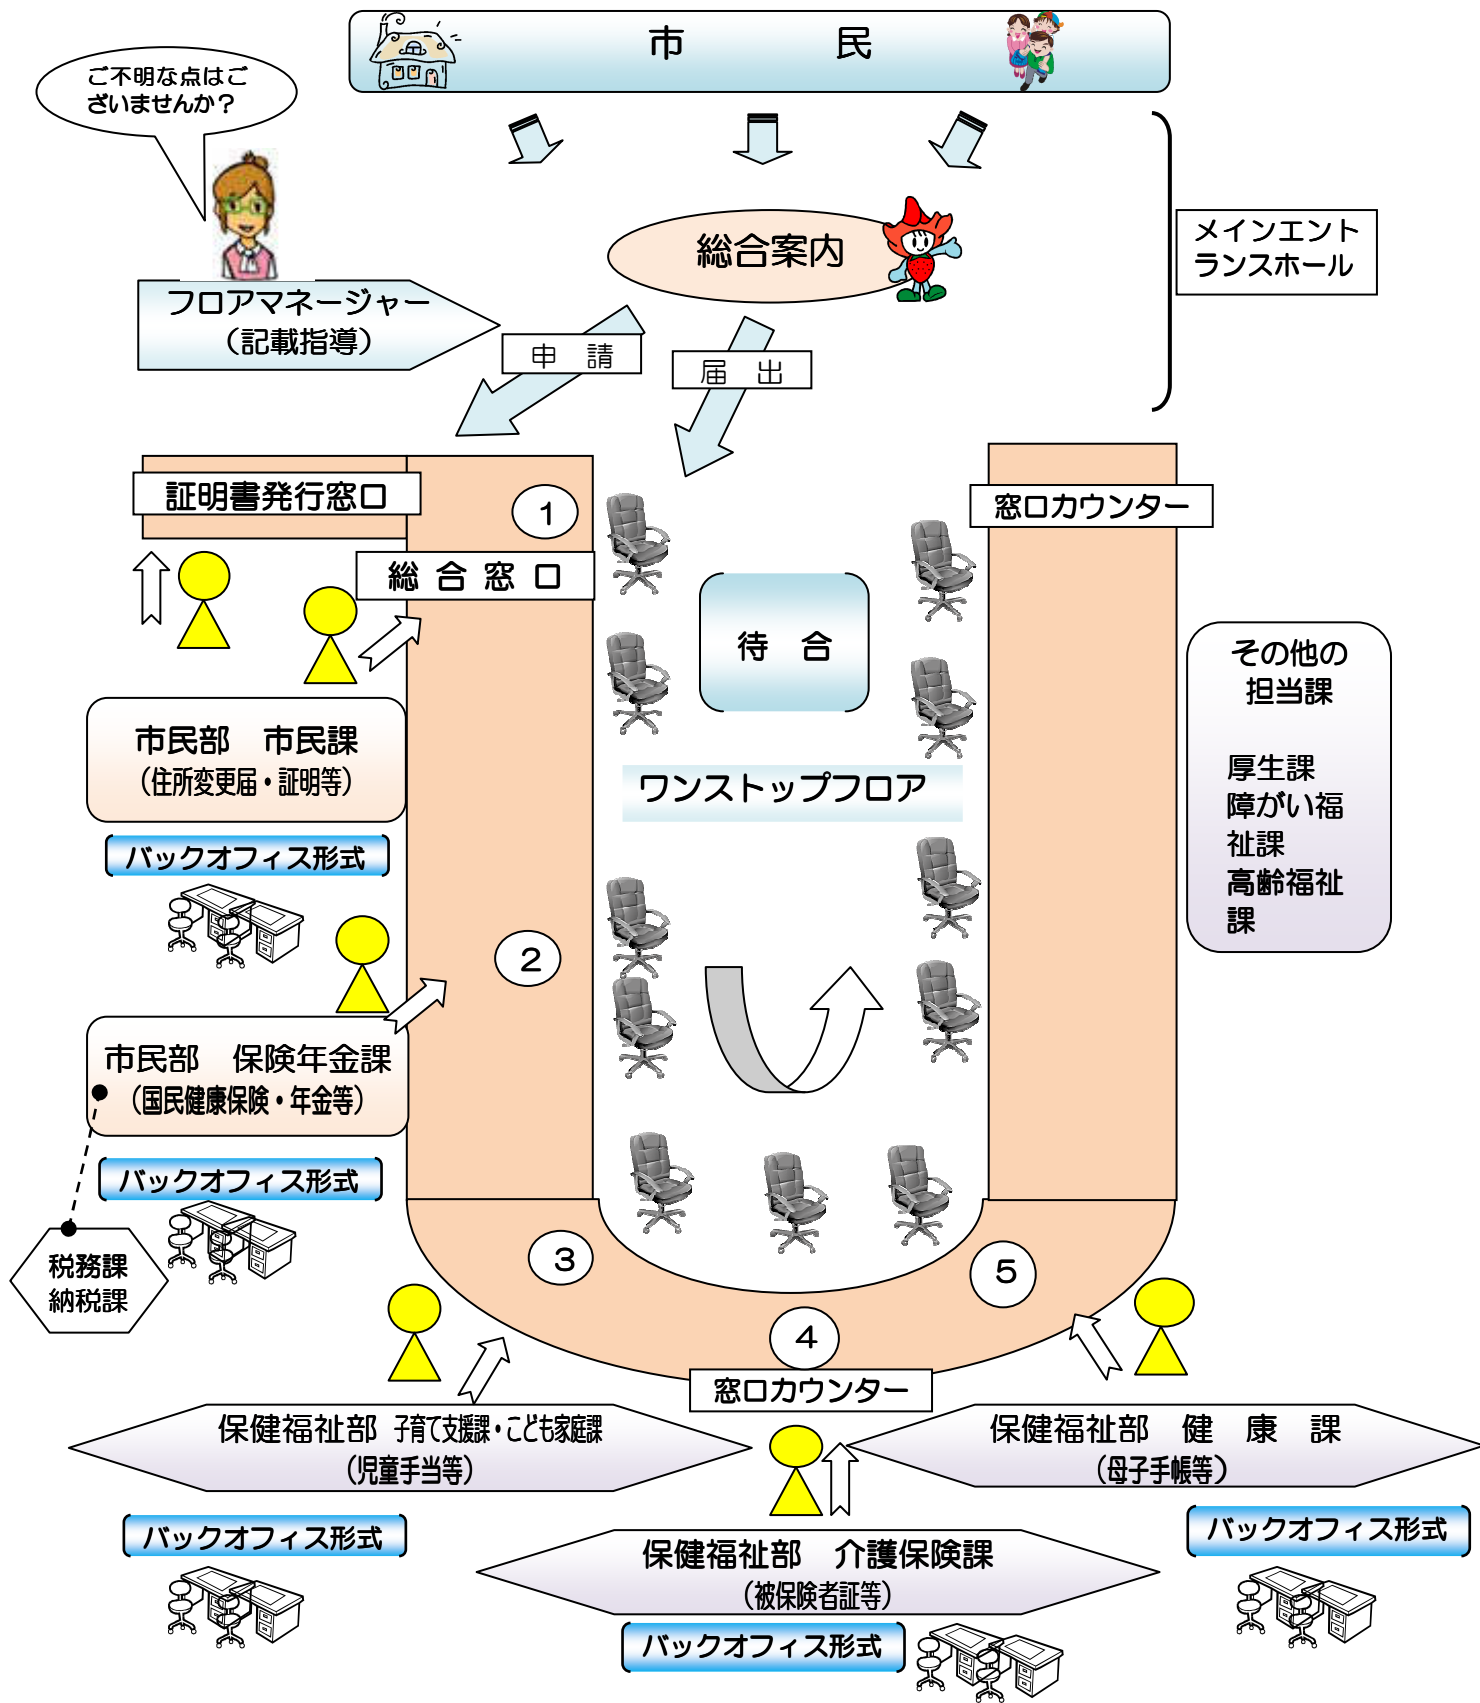 市　民
ご不明な点はご
ざいませんか？
総合案内
メインエント
ランスホール
フロアマネージャー
（記載指導）
申　請
届　出
証明書発行窓口
①
窓口カウンター
総合窓口
待　合
その他の
担当課
厚生課
障がい福
祉課
高齢福祉
課
市民部　市民課
（住所変更届・証明等）
ワンストップフロア
バックオフィス形式
②
市民部　保険年金課
（国民健康保険・年金等）
バックオフィス形式
税務課
納税課
③
⑤
④
窓口カウンター
保健福祉部 子育て支援課・こども家庭課
（児童手当等）
保健福祉部　健　康　課
（母子手帳等）
バックオフィス形式
バックオフィス形式
保健福祉部　介護保険課
（被保険者証等）
バックオフィス形式